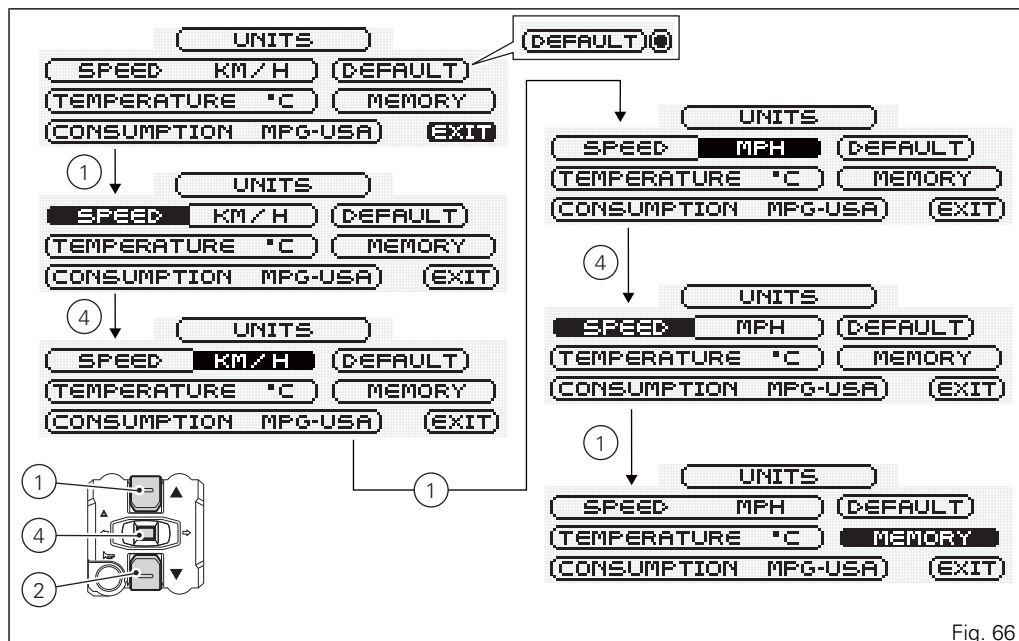 UNITS
SPEED KM/H DEFAULT
TEMPERATURE °C MEMORY
CONSUMPTION MPG-USA EXIT
DEFAULT
1
UNITS
SPEED KM/H DEFAULT
TEMPERATURE °C MEMORY
CONSUMPTION MPG-USA EXIT
4
UNITS
SPEED KM/H DEFAULT
TEMPERATURE °C MEMORY
CONSUMPTION MPG-USA EXIT
1
UNITS
SPEED MPH DEFAULT
TEMPERATURE °C MEMORY
CONSUMPTION MPG-USA EXIT
4
UNITS
SPEED MPH DEFAULT
TEMPERATURE °C MEMORY
CONSUMPTION MPG-USA EXIT
1
UNITS
SPEED MPH DEFAULT
TEMPERATURE °C MEMORY
CONSUMPTION MPG-USA EXIT
1
4
2
Fig. 66